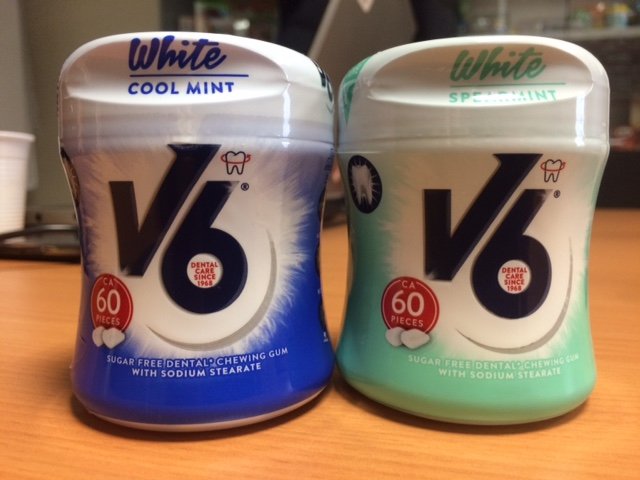 White
COOL MINT
V6®
DENTAL
CARE
SINCE
1968
CA
60
PIECES
SUGAR FREE DENTAL* CHEWING GUM
WITH SODIUM STEARATE
White
SPEARMINT
V6®
DENTAL
CARE
SINCE
1968
CA
60
PIECES
SUGAR FREE DENTAL* CHEWING GUM
WITH SODIUM STEARATE